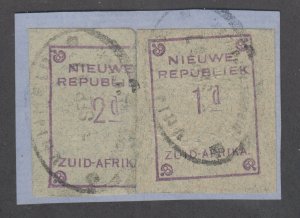 NIEUWE
REPUBLIEK
2d
ZUID-AFRIKA
NIEUWE
REPUBLIEK
1d
ZUID-AFRIKA